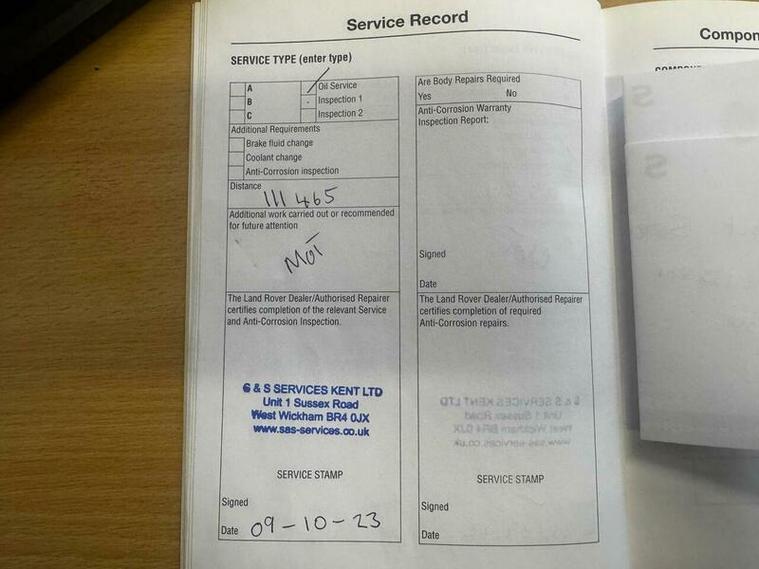 Service Record
SERVICE TYPE (enter type)
A
B
C
Oil Service
Inspection 1
Inspection 2
Additional Requirements
Brake fluid change
Coolant change
Anti-Corrosion inspection
Distance
111 465
Additional work carried out or recommended
for future attention
MOT
The Land Rover Dealer/Authorised Repairer
certifies completion of the relevant Service
and Anti-Corrosion Inspection.
S & S SERVICES KENT LTD
Unit 1 Sussex Road
West Wickham BR4 0JX
www.sas-services.co.uk
SERVICE STAMP
Signed
Date 09-10-23
Are Body Repairs Required
Yes No
Anti-Corrosion Warranty
Inspection Report:
Signed
Date
The Land Rover Dealer/Authorised Repairer
certifies completion of required
Anti-Corrosion repairs.
SERVICE STAMP
Signed
Date
Compon